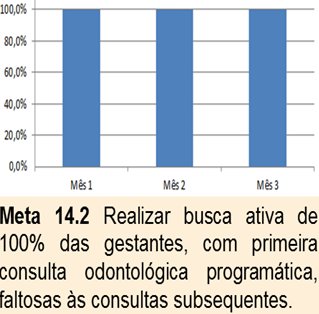 100,0%
80,0%
60,0%
40,0%
20,0%
0,0%
Mês 1 Mês 2 Mês 3
Meta 14.2 Realizar busca ativa de
100% das gestantes, com primeira
consulta odontológica programática,
faltosas às consultas subsequentes.